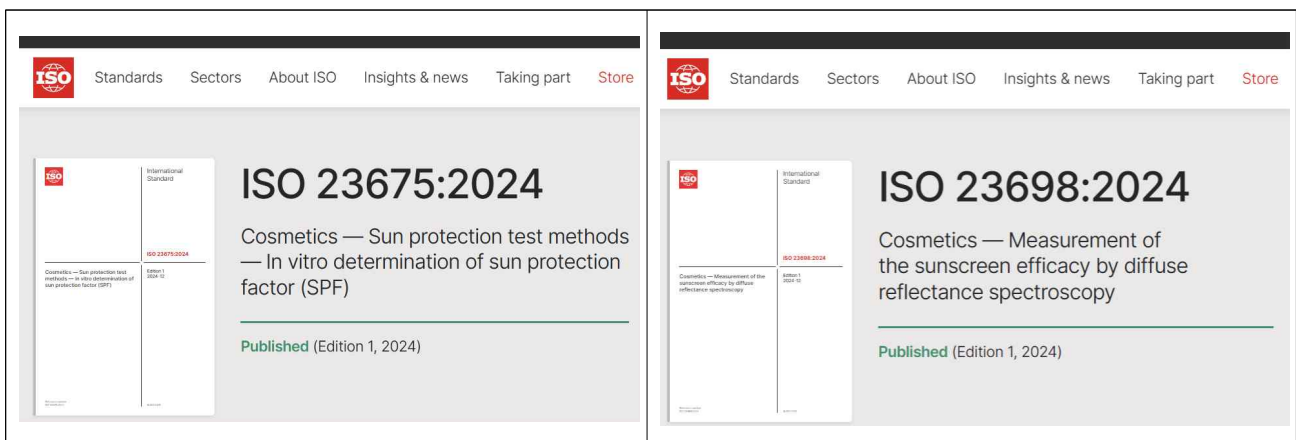 ISO
Standards
Sectors
About ISO
Insights & news
Taking part
Store
ISO
International
Standard
ISO 23675:2024
Cosmetics — Sun protection test
methods — In vitro determination of
sun protection factor (SPF)
Edition 1
2024-12
ISO 23675:2024
Cosmetics — Sun protection test methods
— In vitro determination of sun protection
factor (SPF)
Published (Edition 1, 2024)
ISO
Standards
Sectors
About ISO
Insights & news
Taking part
Store
ISO
International
Standard
ISO 23698:2024
Cosmetics — Measurement of the
sunscreen efficacy by diffuse
reflectance spectroscopy
Edition 1
2024-12
ISO 23698:2024
Cosmetics — Measurement of
the sunscreen efficacy by diffuse
reflectance spectroscopy
Published (Edition 1, 2024)